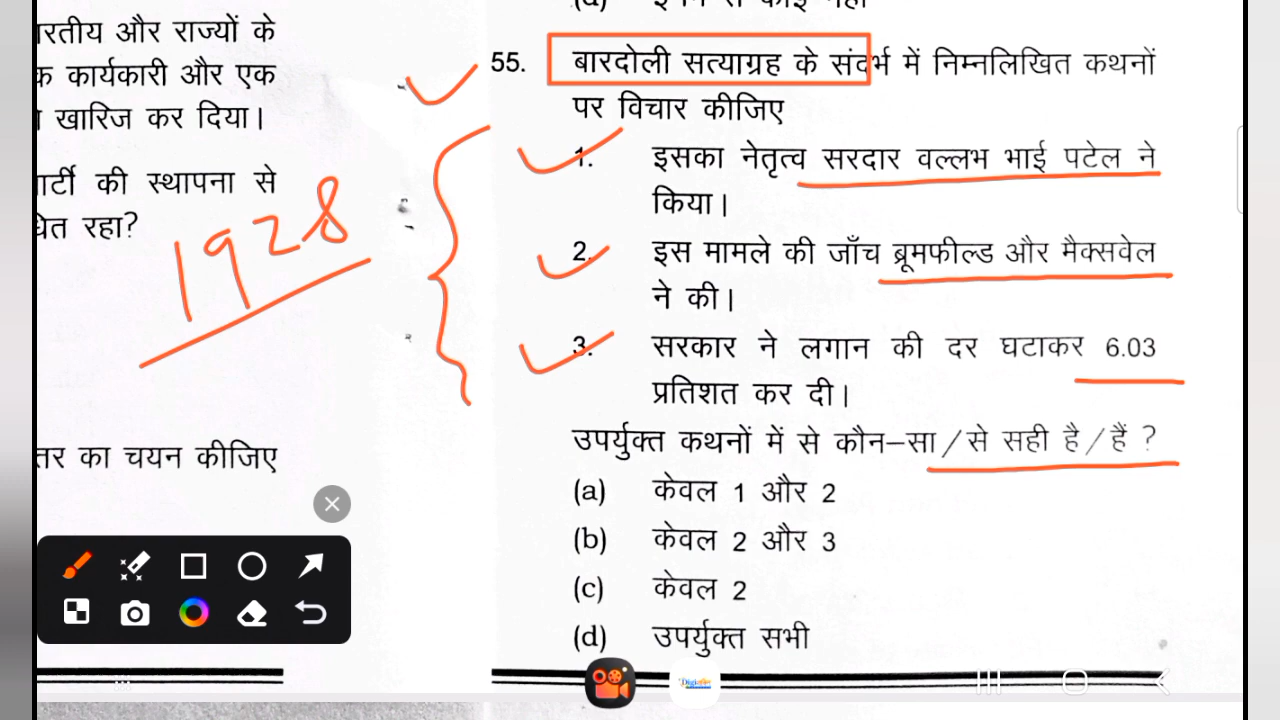 रतीय और राज्यों के
क कार्यकारी और एक
खारिज कर दिया।
ार्टी की स्थापना से
धित रहा?
1928
तर का चयन कीजिए
55. बारदोली सत्याग्रह के संदर्भ में निम्नलिखित कथनों
पर विचार कीजिए
1. इसका नेतृत्व सरदार वल्लभ भाई पटेल ने
किया।
2. इस मामले की जाँच ब्रूमफील्ड और मैक्सवेल
ने की।
3. सरकार ने लगान की दर घटाकर 6.03
प्रतिशत कर दी।
उपर्युक्त कथनों में से कौन-सा/से सही है/हैं ?
(a) केवल 1 और 2
(b) केवल 2 और 3
(c) केवल 2
(d) उपर्युक्त सभी